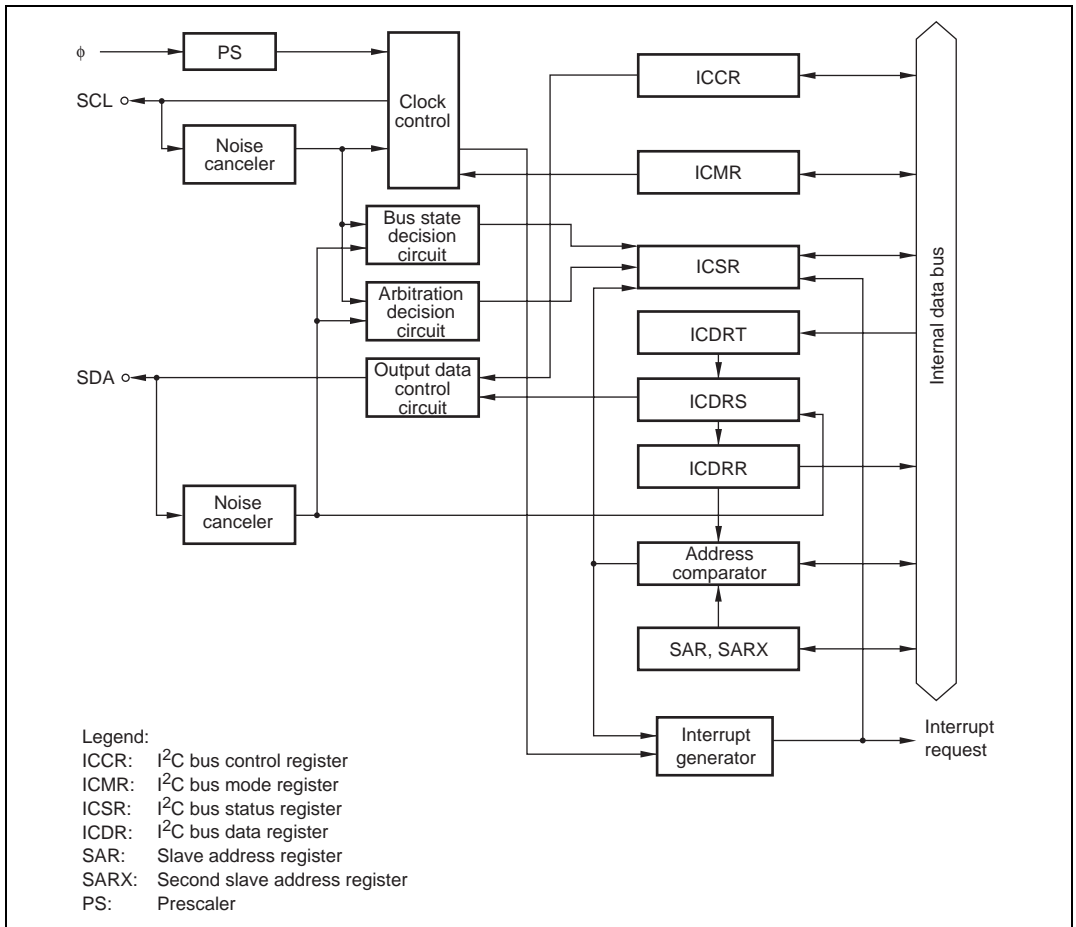 ϕ
PS
SCL
Clock
control
Noise
canceler
Bus state
decision
circuit
Arbitration
decision
circuit
SDA
Output data
control
circuit
Noise
canceler
ICCR
ICMR
ICSR
ICDRT
ICDRS
ICDRR
Address
comparator
SAR, SARX
Interrupt
generator
Internal data bus
Interrupt
request
Legend:
ICCR: I²C bus control register
ICMR: I²C bus mode register
ICSR: I²C bus status register
ICDR: I²C bus data register
SAR: Slave address register
SARX: Second slave address register
PS: Prescaler